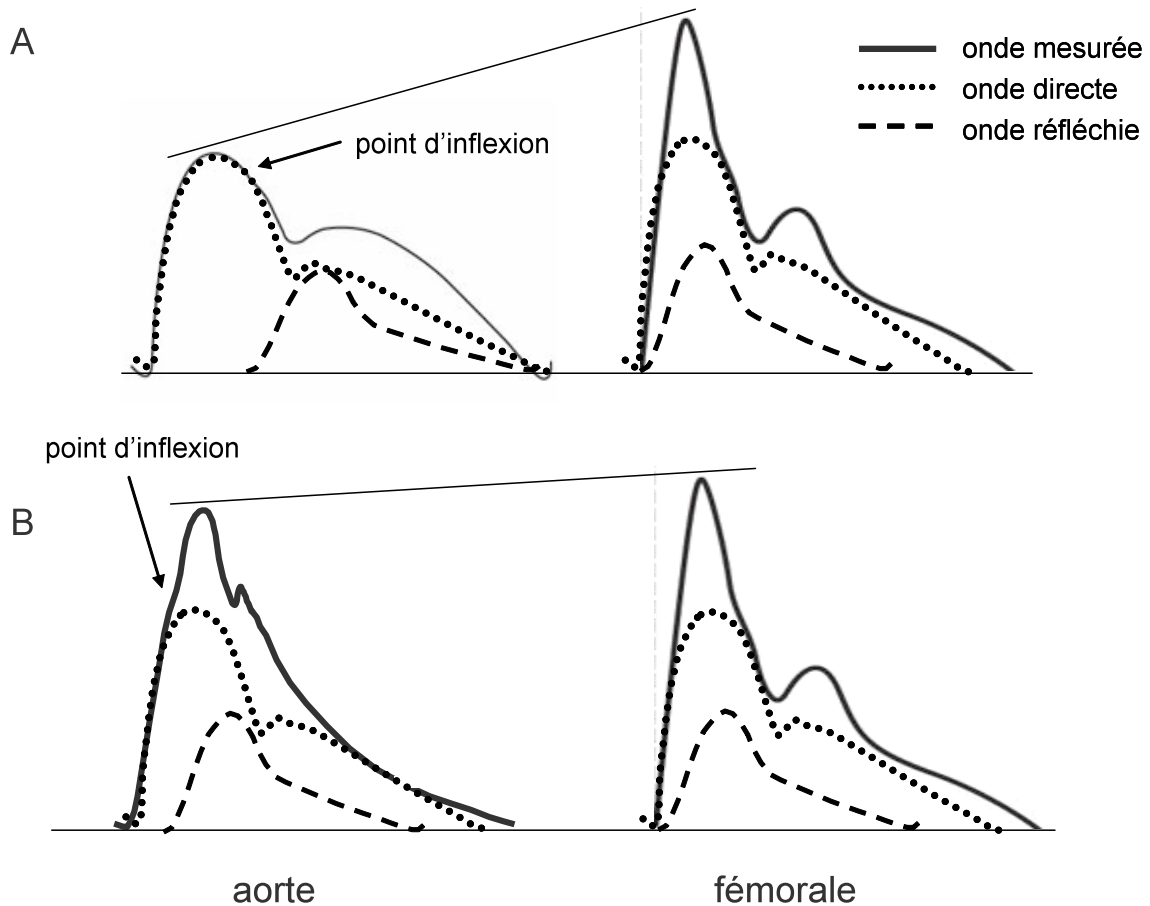 A
onde mesurée
onde directe
onde réfléchie
point d'inflexion
point d'inflexion
B
aorte
fémorale